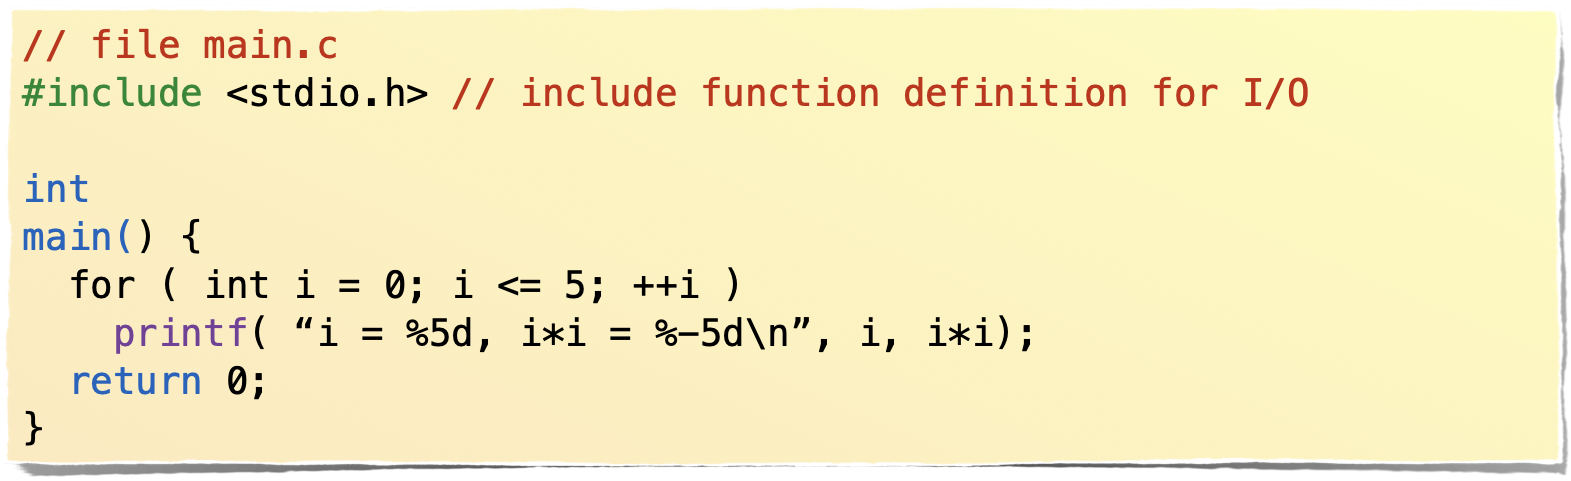 // file main.c
#include <stdio.h> // include function definition for I/O
int
main() {
for ( int i = 0; i <= 5; ++i )
printf( “i = %5d, i*i = %-5d\n”, i, i*i);
return 0;
}